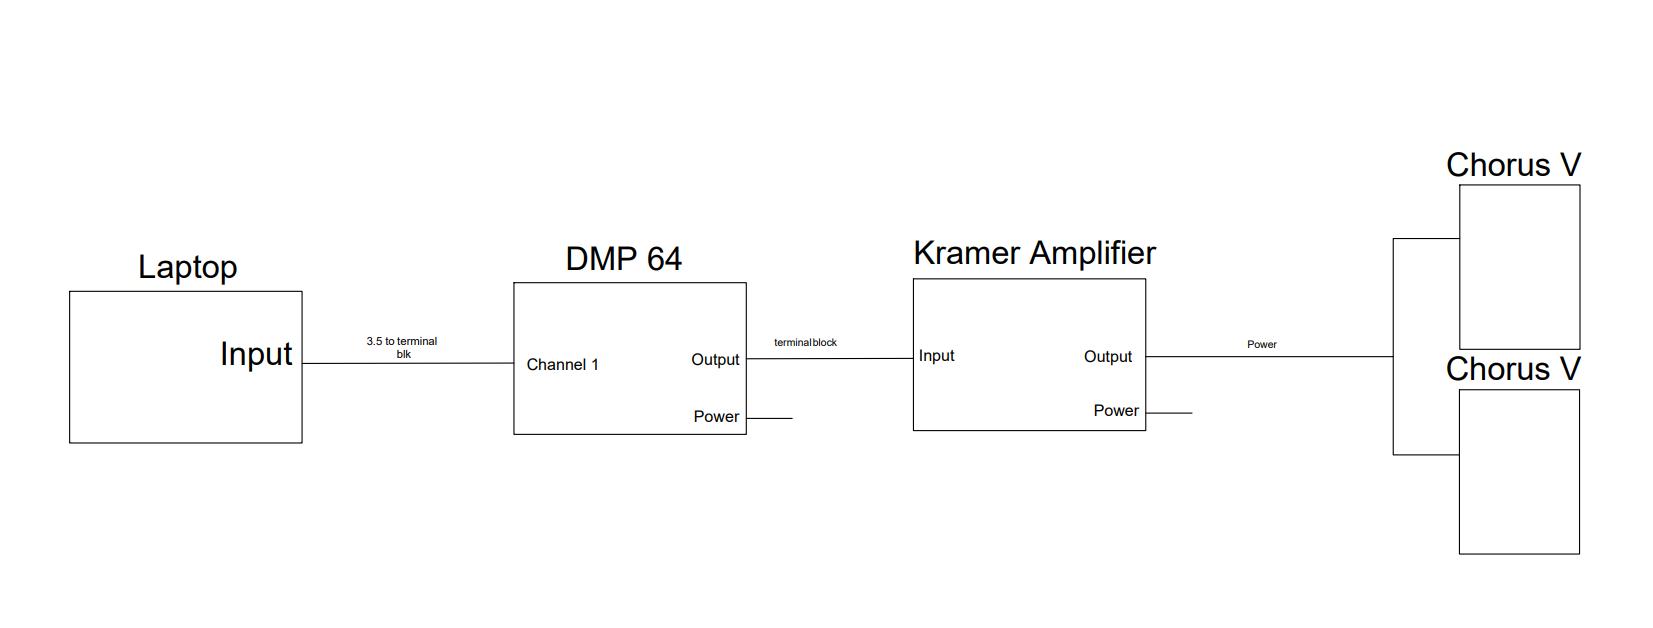 Laptop
Input
3.5 to terminal
blk
DMP 64
Channel 1
Output
Power
terminal block
Kramer Amplifier
Input
Output
Power
Power
Chorus V
Chorus V